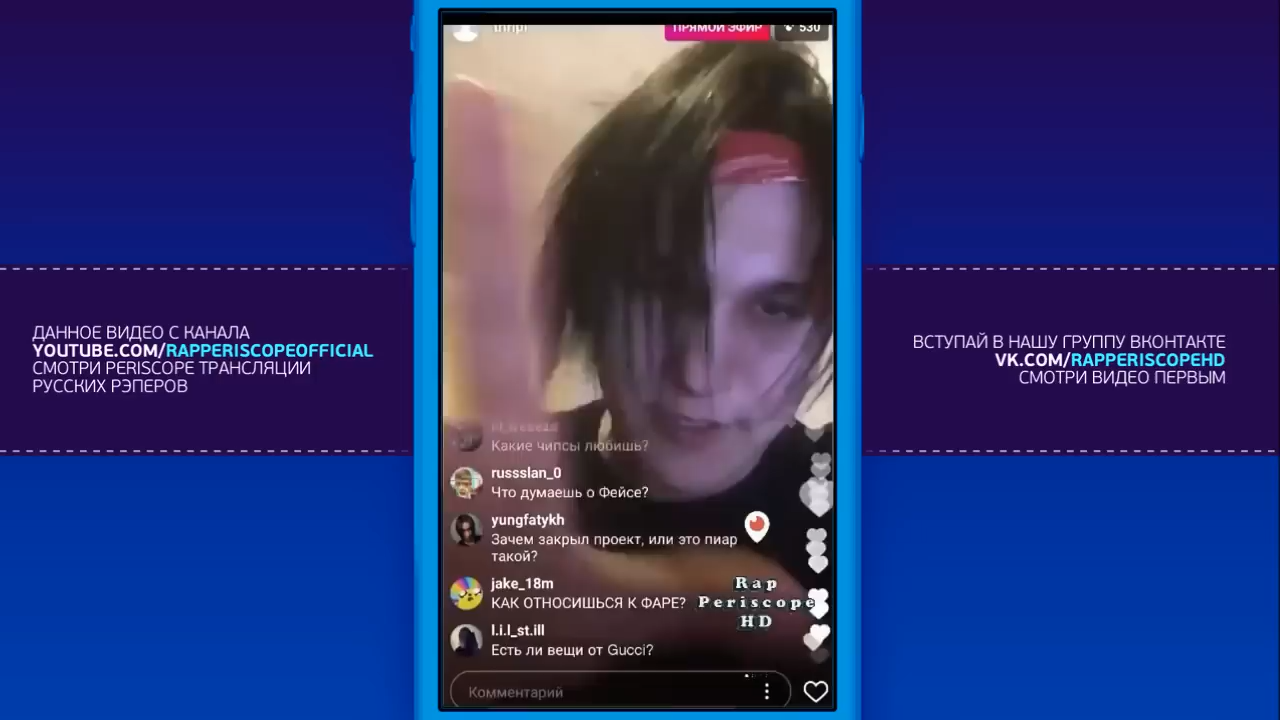 ПРЯМОЙ ЭФИР
530
ДАННОЕ ВИДЕО С КАНАЛА
YOUTUBE.COM/RAPPERISCOPEOFFICIAL
СМОТРИ PERISCOPE ТРАНСЛЯЦИИ
РУССКИХ РЭПЕРОВ
ВСТУПАЙ В НАШУ ГРУППУ ВКОНТАКТЕ
VK.COM/RAPPERISCOPEHD
СМОТРИ ВИДЕО ПЕРВЫМ
Какие чипсы любишь?
russslan_0
Что думаешь о Фейсе?
yungfatykh
Зачем закрыл проект, или это пиар
такой?
jake_18m
КАК ОТНОСИШЬСЯ К ФАРЕ?
l.i.l_st.ill
Есть ли вещи от Gucci?
Rap
Periscope
HD
Комментарий